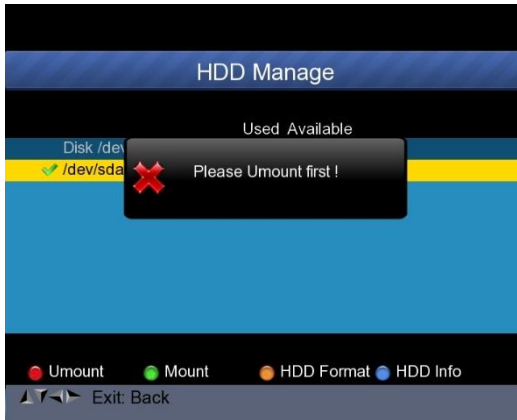 HDD Manage
Used Available
Disk /dev
/dev/sda
Please Umount first !
Umount Mount HDD Format HDD Info
Exit: Back